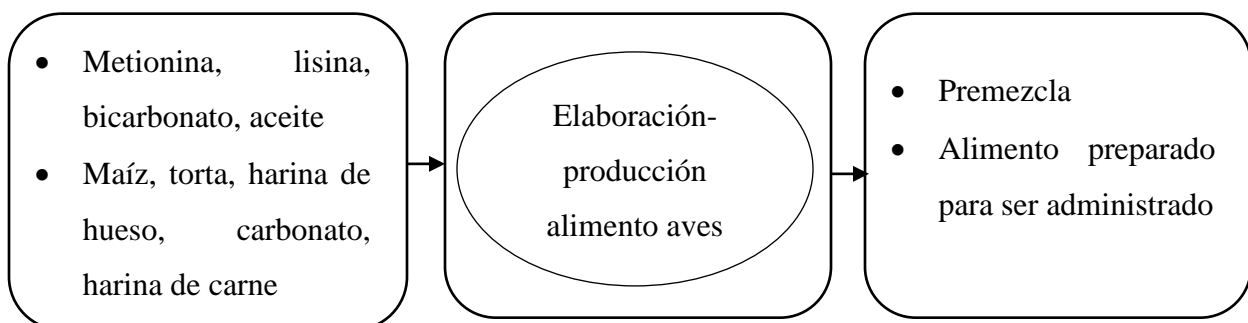 • Metionina, lisina,
bicarbonato, aceite
• Maíz, torta, harina de
hueso, carbonato,
harina de carne
Elaboración-
producción
alimento aves
• Premezcla
• Alimento preparado
para ser administrado